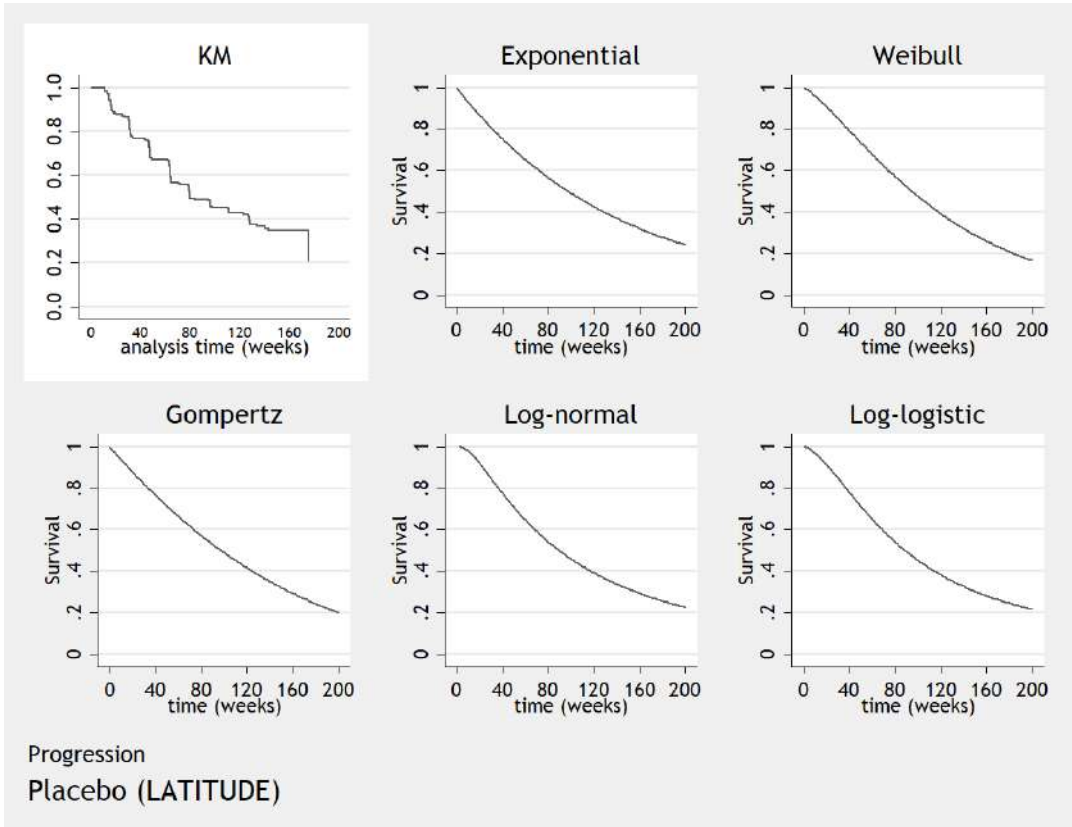 KM
1.0
0.8
0.6
0.4
0.2
0.0
0 40 80 120 160 200
analysis time (weeks)
Exponential
Survival
1
.8
.6
.4
.2
0
0 40 80 120 160 200
time (weeks)
Weibull
Survival
1
.8
.6
.4
.2
0
0 40 80 120 160 200
time (weeks)
Gompertz
Survival
1
.8
.6
.4
.2
0
0 40 80 120 160 200
time (weeks)
Log-normal
Survival
1
.8
.6
.4
.2
0
0 40 80 120 160 200
time (weeks)
Log-logistic
Survival
1
.8
.6
.4
.2
0
0 40 80 120 160 200
time (weeks)
Progression
Placebo (LATITUDE)